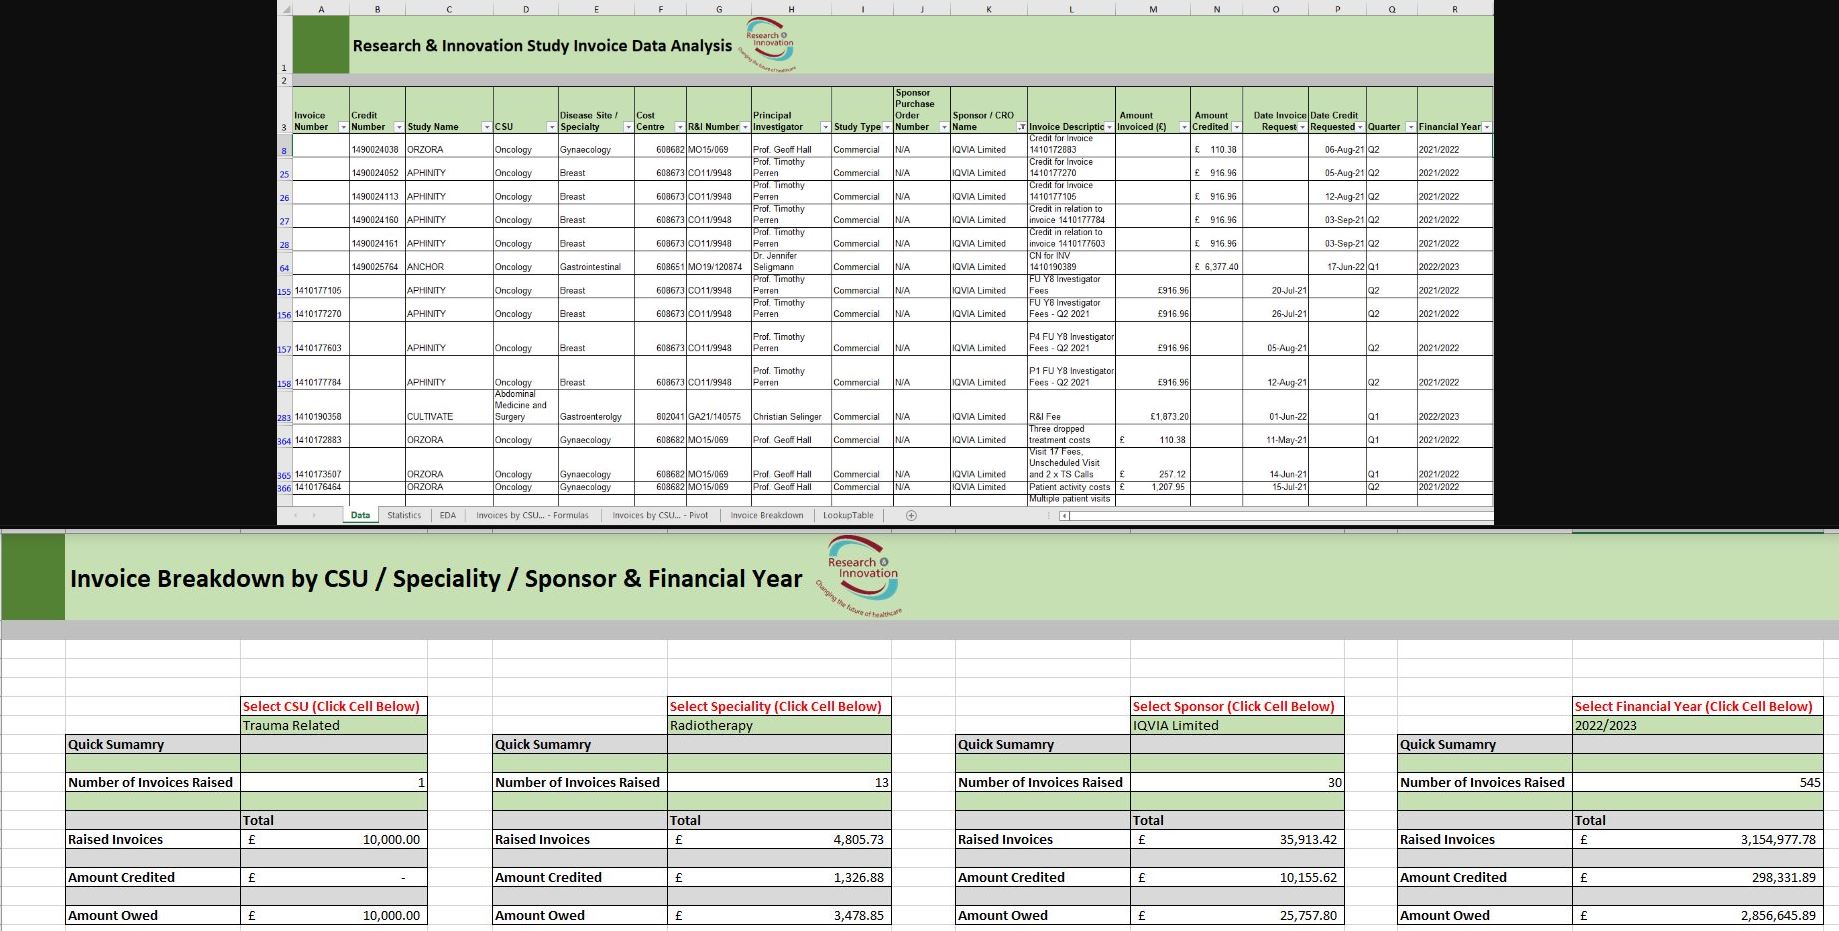 A B C D E F G H I J K L M N O P Q R
1
Research & Innovation Study Invoice Data Analysis
Research
Innovation
Changing the future of healthcare
2
3 Invoice Number Credit Number Study Name CSU Disease Site / Specialty Cost Centre R&I Number Principal Investigator Study Type Sponsor Purchase Order Number Sponsor / CRO Name Invoice Descriptic Amount Invoiced (£) Amount Credited Date Invoice Request Date Credit Requested Quarter Financial Year
8 1490024038 ORZORA Oncology Gynaecology 608682 MO15/069 Prof. Geoff Hall Commercial N/A IQVIA Limited Credit for Invoice 1410172883 £ 110.38 06-Aug-21 Q2 2021/2022
25 1490024052 APHINITY Oncology Breast 608673 CO11/9948 Prof. Timothy Perren Commercial N/A IQVIA Limited Credit for Invoice 1410177270 £ 916.96 05-Aug-21 Q2 2021/2022
26 1490024113 APHINITY Oncology Breast 608673 CO11/9948 Prof. Timothy Perren Commercial N/A IQVIA Limited Credit for Invoice 1410177105 £ 916.96 12-Aug-21 Q2 2021/2022
27 1490024160 APHINITY Oncology Breast 608673 CO11/9948 Prof. Timothy Perren Commercial N/A IQVIA Limited Credit in relation to invoice 1410177784 £ 916.96 03-Sep-21 Q2 2021/2022
28 1490024161 APHINITY Oncology Breast 608673 CO11/9948 Prof. Timothy Perren Commercial N/A IQVIA Limited Credit in relation to invoice 1410177603 £ 916.96 03-Sep-21 Q2 2021/2022
64 1490025764 ANCHOR Oncology Gastrointestinal 608651 MO19/120874 Dr. Jennifer Seligmann Commercial N/A IQVIA Limited CN for INV 1410190389 £ 6,377.40 17-Jun-22 Q1 2022/2023
155 1410177105 APHINITY Oncology Breast 608673 CO11/9948 Prof. Timothy Perren Commercial N/A IQVIA Limited FU Y8 Investigator Fees £916.96 20-Jul-21 Q2 2021/2022
156 1410177270 APHINITY Oncology Breast 608673 CO11/9948 Prof. Timothy Perren Commercial N/A IQVIA Limited FU Y8 Investigator Fees - Q2 2021 £916.96 26-Jul-21 Q2 2021/2022
157 1410177603 APHINITY Oncology Breast 608673 CO11/9948 Prof. Timothy Perren Commercial N/A IQVIA Limited P4 FU Y8 Investigator Fees - Q2 2021 £916.96 05-Aug-21 Q2 2021/2022
158 1410177784 APHINITY Oncology Breast 608673 CO11/9948 Prof. Timothy Perren Commercial N/A IQVIA Limited P1 FU Y8 Investigator Fees - Q2 2021 £916.96 12-Aug-21 Q2 2021/2022
283 1410190358 CULTIVATE Abdominal Medicine and Surgery Gastroenterolgy 802041 GA21/140575 Christian Selinger Commercial N/A IQVIA Limited R&I Fee £1,873.20 01-Jun-22 Q1 2022/2023
364 1410172883 ORZORA Oncology Gynaecology 608682 MO15/069 Prof. Geoff Hall Commercial N/A IQVIA Limited Three dropped treatment costs £ 110.38 11-May-21 Q1 2021/2022
365 1410173507 ORZORA Oncology Gynaecology 608682 MO15/069 Prof. Geoff Hall Commercial N/A IQVIA Limited Visit 17 Fees, Unscheduled Visit and 2 x TS Calls £ 257.12 14-Jun-21 Q1 2021/2022
366 1410176464 ORZORA Oncology Gynaecology 608682 MO15/069 Prof. Geoff Hall Commercial N/A IQVIA Limited Patient activity costs £ 1,207.95 15-Jul-21 Q2 2021/2022
Multiple patient visits
Data Statistics EDA Invoices by CSU... - Formulas Invoices by CSU... - Pivot Invoice Breakdown LookupTable
Invoice Breakdown by CSU / Speciality / Sponsor & Financial Year
Research
Innovation
Changing the future of healthcare
Select CSU (Click Cell Below) Select Speciality (Click Cell Below) Select Sponsor (Click Cell Below) Select Financial Year (Click Cell Below)
Trauma Related Radiotherapy IQVIA Limited 2022/2023
Quick Sumamry Quick Sumamry Quick Sumamry Quick Sumamry
Number of Invoices Raised 1 Number of Invoices Raised 13 Number of Invoices Raised 30 Number of Invoices Raised 545
Total Total Total Total
Raised Invoices £ 10,000.00 Raised Invoices £ 4,805.73 Raised Invoices £ 35,913.42 Raised Invoices £ 3,154,977.78
Amount Credited £ - Amount Credited £ 1,326.88 Amount Credited £ 10,155.62 Amount Credited £ 298,331.89
Amount Owed £ 10,000.00 Amount Owed £ 3,478.85 Amount Owed £ 25,757.80 Amount Owed £ 2,856,645.89